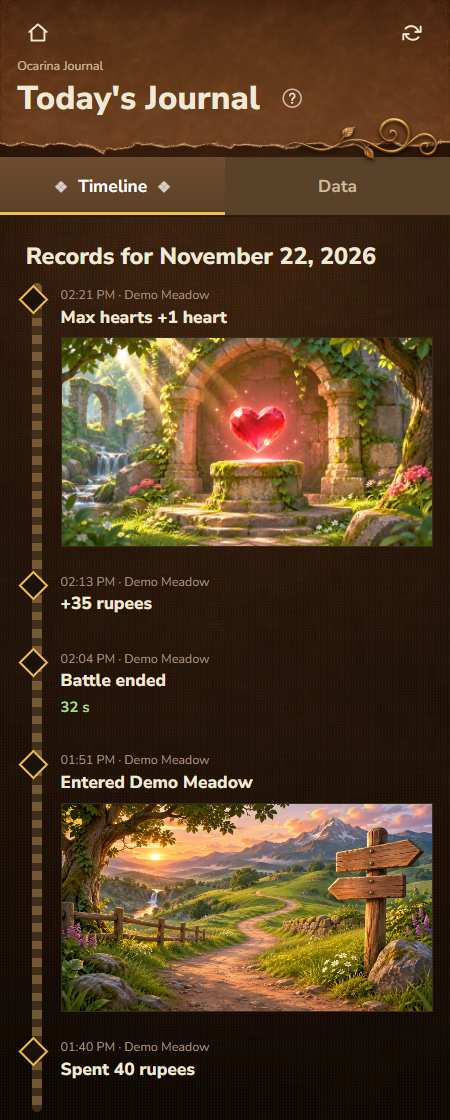 Ocarina Journal
Today's Journal ?
Timeline
Data
Records for November 22, 2026
02:21 PM · Demo Meadow
Max hearts +1 heart
02:13 PM · Demo Meadow
+35 rupees
02:04 PM · Demo Meadow
Battle ended
32 s
01:51 PM · Demo Meadow
Entered Demo Meadow
01:40 PM · Demo Meadow
Spent 40 rupees